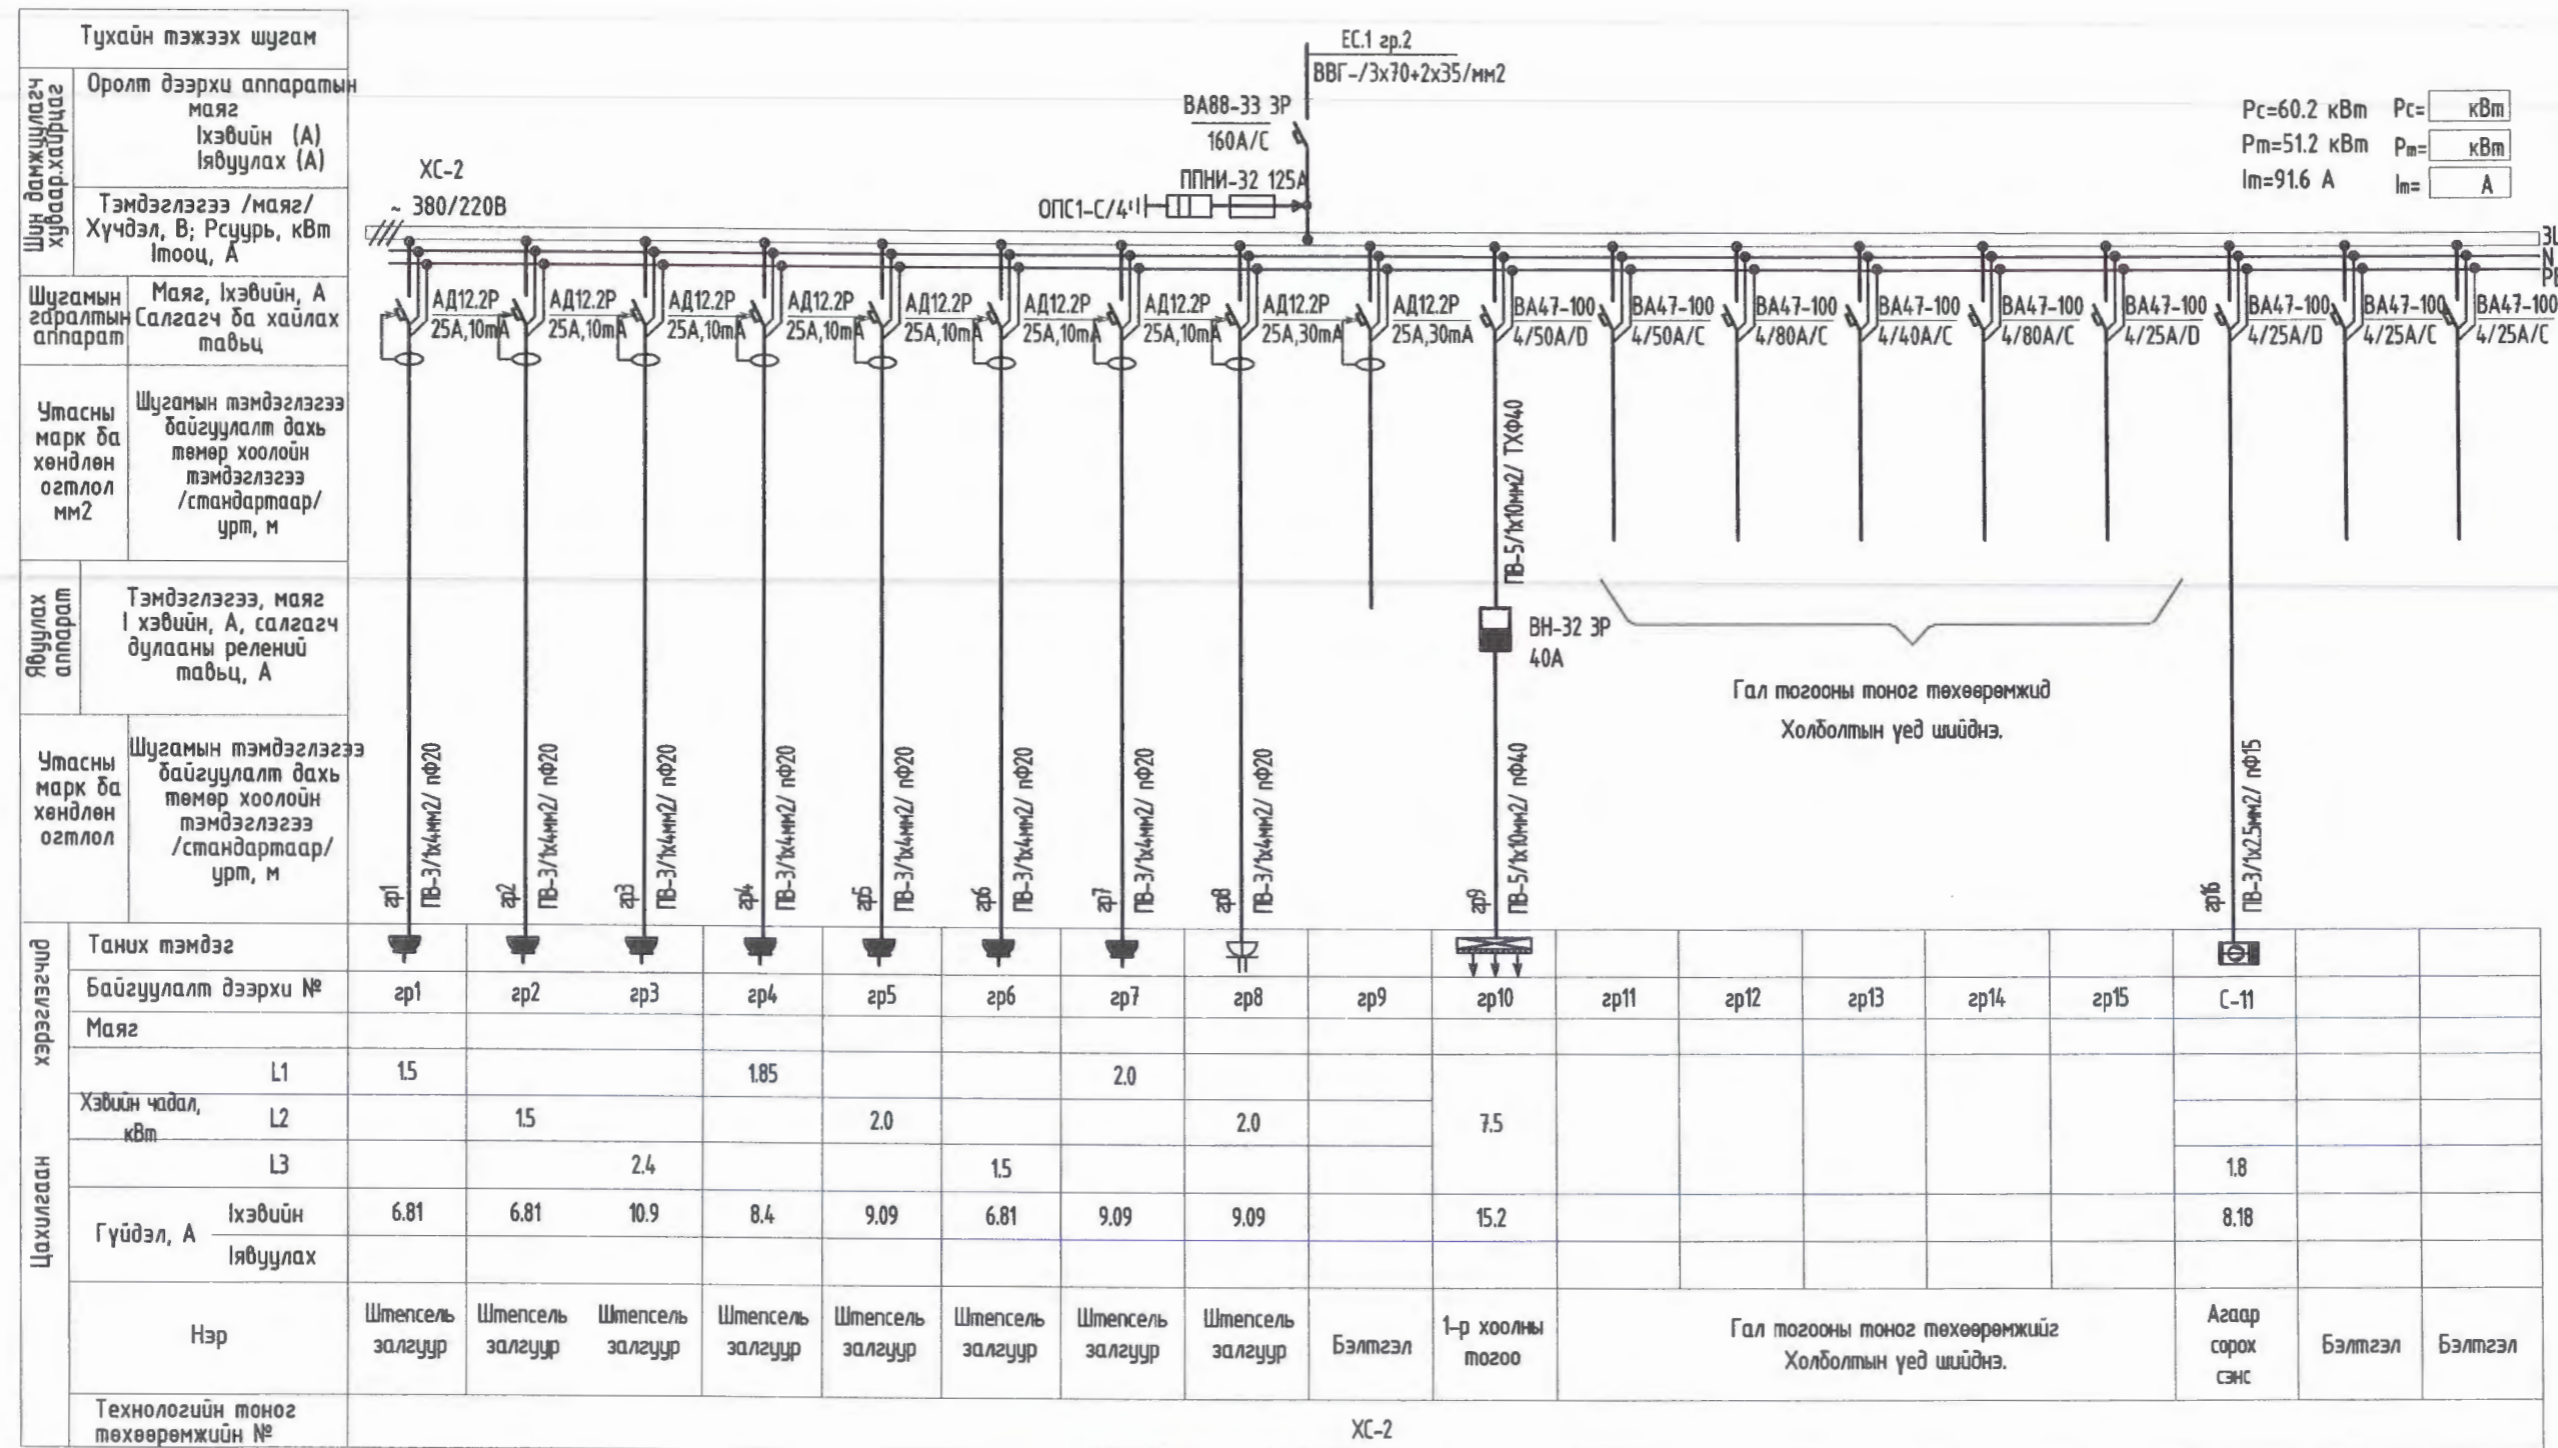 Тухайн тэжээх шугам
Шин дамжуулагч
хуваар.хайрцаг
Оролт дээрхи аппаратын
маяг
Iхэвийн (А)
Iявуулах (А)
Тэмдэглэгээ /маяг/
Хүчдэл, В; Рсуурь, кВт
Iтооц, А
Шугамын
гаралтын
аппарат
Маяг, Iхэвийн, А
Салгагч ба хайлах
тавьц
Утасны
марк ба
хөндлөн
огтлол
мм2
Шугамын тэмдэглэгээ
байгуулалт дахь
төмөр хоолойн
тэмдэглэгээ
/стандартаар/
урт, м
Явуулах
аппарат
Тэмдэглэгээ, маяг
I хэвийн, А, салгагч
дулааны релений
тавьц, А
Утасны
марк ба
хөндлөн
огтлол
Шугамын тэмдэглэгээ
байгуулалт дахь
төмөр хоолойн
тэмдэглэгээ
/стандартаар/
урт, м
ЕС.1 гр.2
ВВГ-/3х70+2х35/мм2
ВА88-33 3Р
160А/С
ППНИ-32 125А
ОПС1-С/4
ХС-2
~ 380/220В
Рс=60.2 кВт Рс= кВт
Рт=51.2 кВт Рт= кВт
Iт=91.6 А Iт= А
3L
N
PE
АД12.2Р АД12.2Р АД12.2Р АД12.2Р АД12.2Р АД12.2Р АД12.2Р АД12.2Р АД12.2Р ВА47-100 ВА47-100 ВА47-100 ВА47-100 ВА47-100 ВА47-100 ВА47-100 ВА47-100 ВА47-100
25А,10mA 25А,10mA 25А,10mA 25А,10mA 25А,10mA 25А,10mA 25А,10mA 25А,30mA 25А,30mA 4/50А/D 4/50А/С 4/80А/С 4/40А/С 4/80А/С 4/25А/D 4/25А/D 4/25А/С 4/25А/С
ПВ-5/1х10мм2/ ТХФ40
ВН-32 3Р
40А
Гал тогооны тоног төхөөрөмжид
Холболтын үед шийднэ.
гр1
ПВ-3/1х4мм2/ пФ20
гр2
ПВ-3/1х4мм2/ пФ20
гр3
ПВ-3/1х4мм2/ пФ20
гр4
ПВ-3/1х4мм2/ пФ20
гр5
ПВ-3/1х4мм2/ пФ20
гр6
ПВ-3/1х4мм2/ пФ20
гр7
ПВ-3/1х4мм2/ пФ20
гр8
ПВ-3/1х4мм2/ пФ20
гр9
ПВ-5/1х10мм2/ пФ40
гр16
ПВ-3/1х2.5мм2/ пФ15
Цахилгаан хэрэглэгчид
Таних тэмдэг
Байгуулалт дээрхи № гр1 гр2 гр3 гр4 гр5 гр6 гр7 гр8 гр9 гр10 гр11 гр12 гр13 гр14 гр15 С-11
Маяг
Хэвийн чадал,
кВт
L1 1.5 1.85 2.0
L2 1.5 2.0 2.0 7.5
L3 2.4 1.5 1.8
Гүйдэл, А
Iхэвийн 6.81 6.81 10.9 8.4 9.09 6.81 9.09 9.09 15.2 8.18
Iявуулах
Нэр
Штепсель
залгуур
Штепсель
залгуур
Штепсель
залгуур
Штепсель
залгуур
Штепсель
залгуур
Штепсель
залгуур
Штепсель
залгуур
Штепсель
залгуур
Бэлтгэл
1-р хоолны
тогоо
Гал тогооны тоног төхөөрөмжийг
Холболтын үед шийднэ.
Агаар
сорох
сэнс
Бэлтгэл
Бэлтгэл
Технологийн тоног
төхөөрөмжийн №
ХС-2